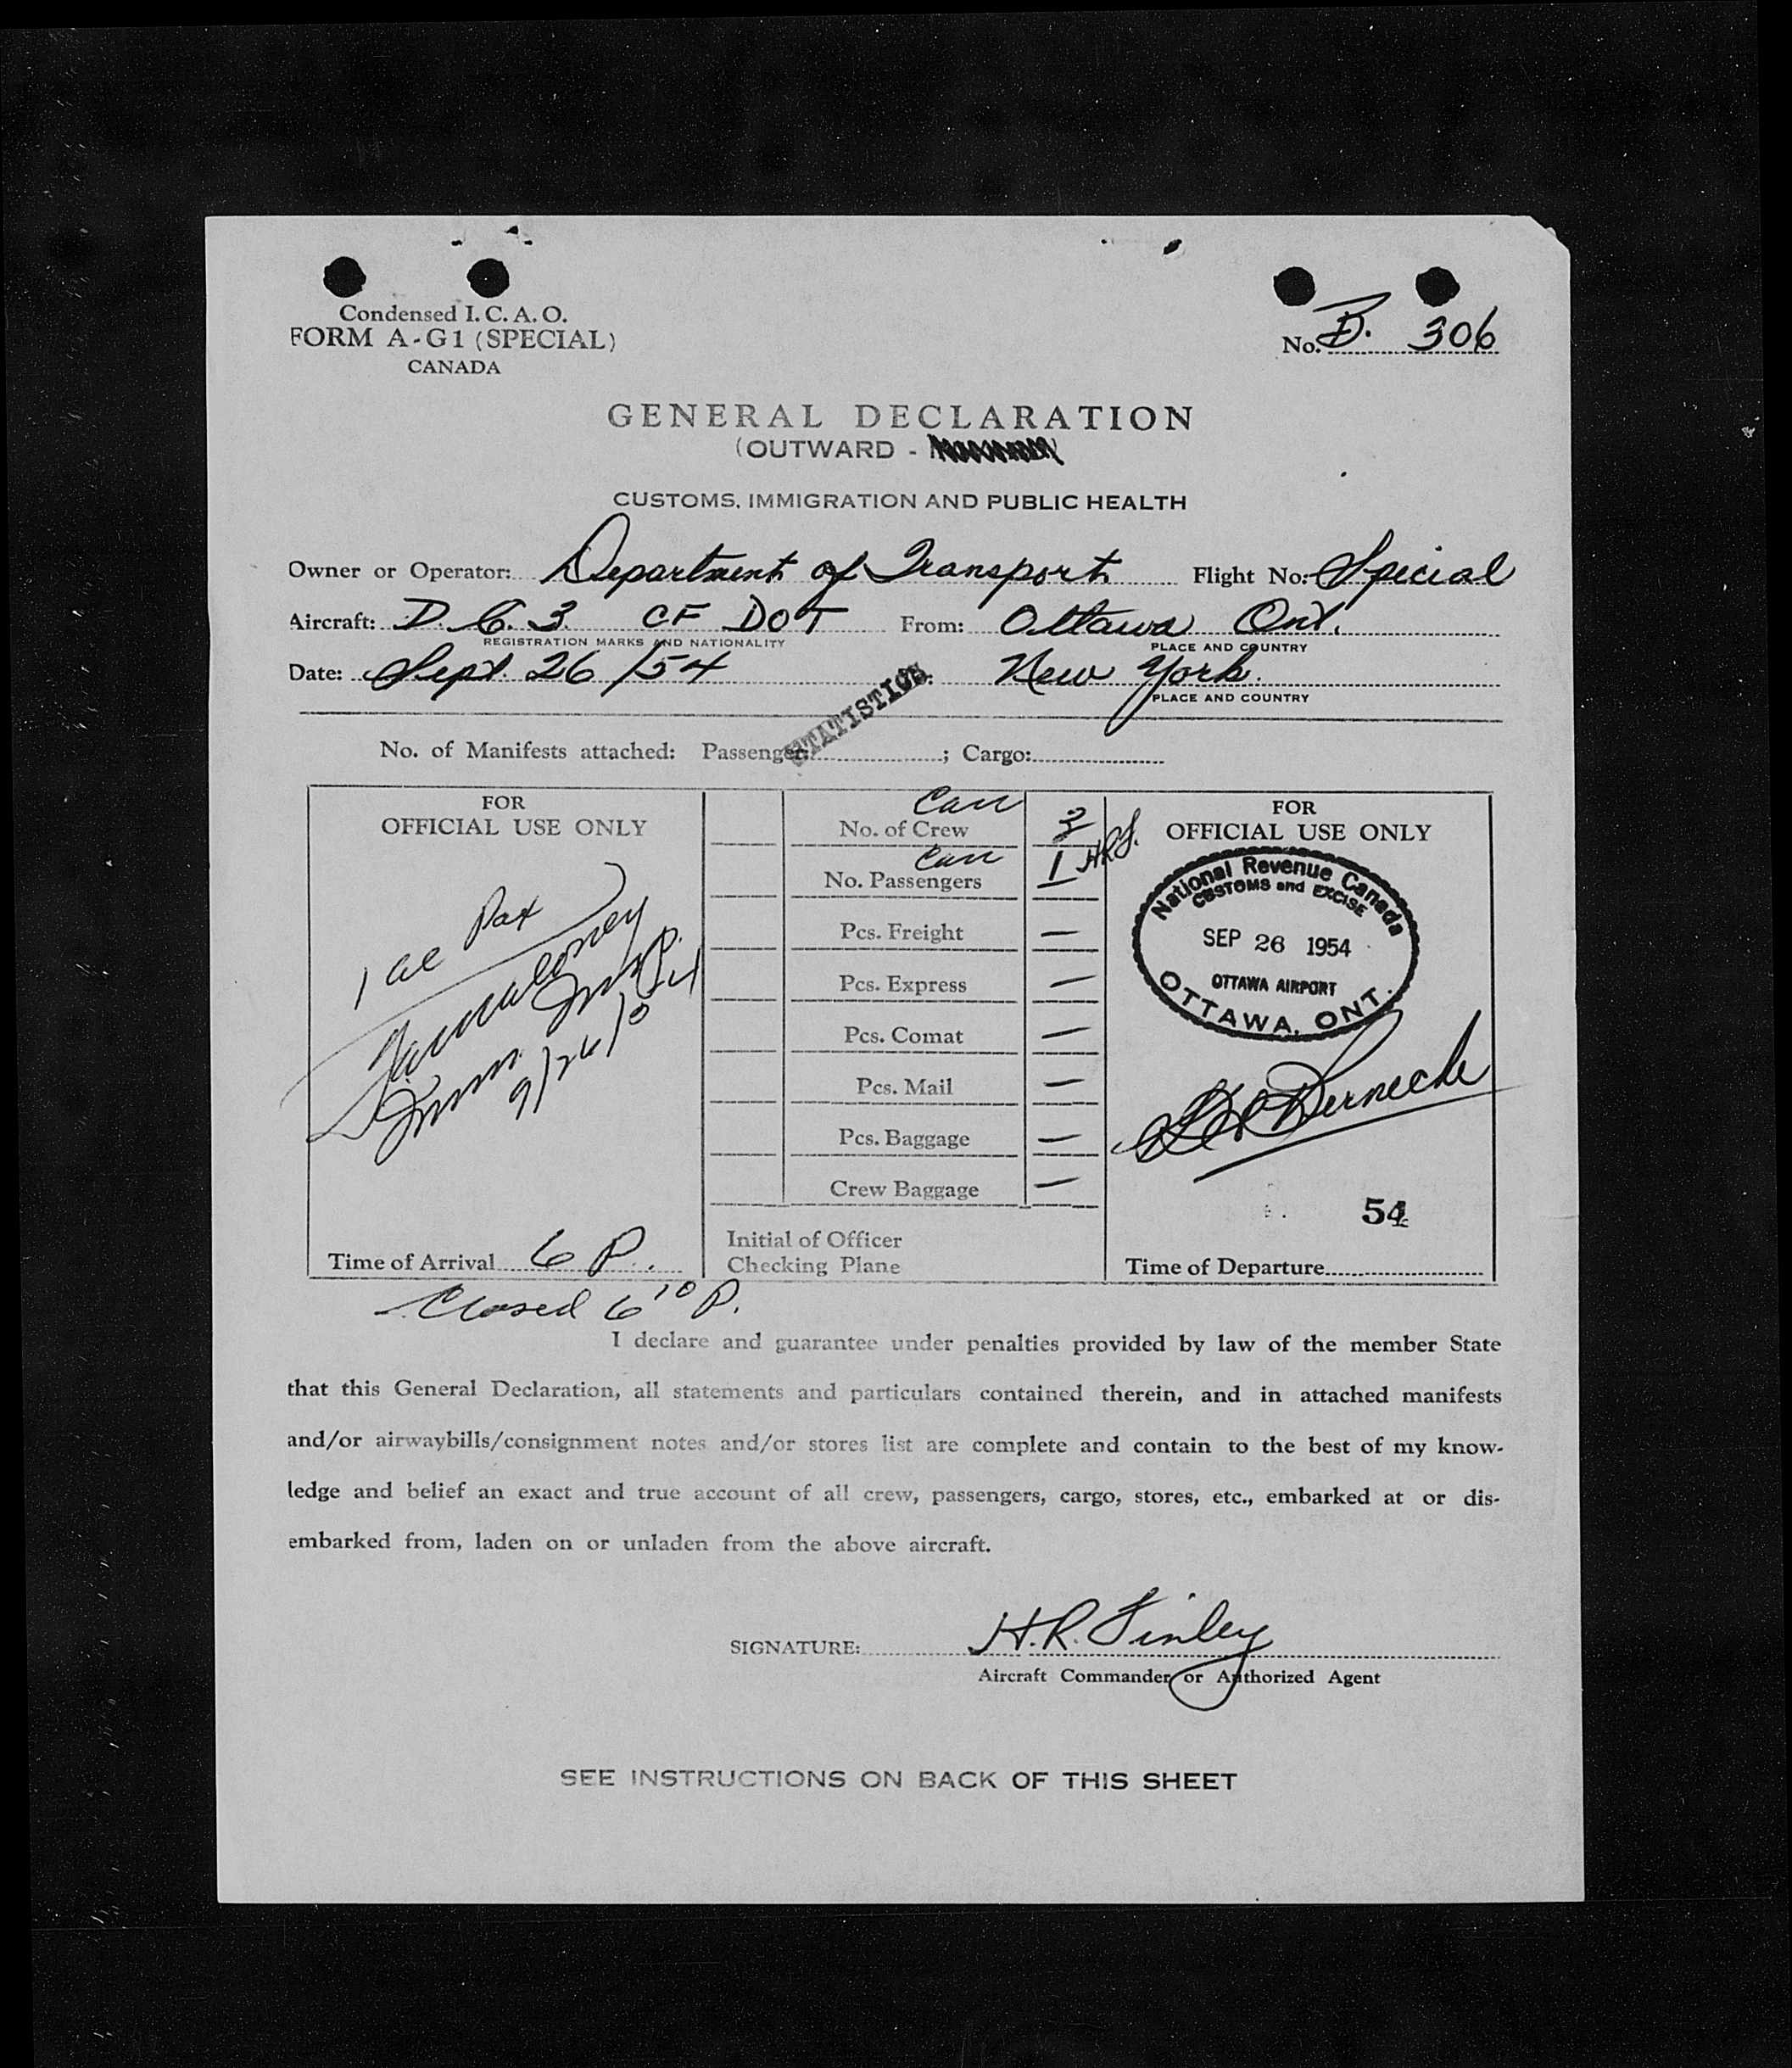 Condensed I. C. A. O.
FORM A-G1 (SPECIAL)
CANADA
No. B. 306
GENERAL DECLARATION
(OUTWARD -
CUSTOMS, IMMIGRATION AND PUBLIC HEALTH
Owner or Operator: Department of Transport Flight No: Special
Aircraft: D.C. 3 CF DOT From: Ottawa Ont.
REGISTRATION MARKS AND NATIONALITY PLACE AND COUNTRY
Date: Sept. 26/54 New York.
PLACE AND COUNTRY
STATISTICS
No. of Manifests attached: Passenger: ; Cargo:
FOR
OFFICIAL USE ONLY
1 ce Pax
Imm.
9/26/54
Time of Arrival 6 P.
Closed 6 10 P.
Can
No. of Crew
Can
No. Passengers 1 HRF.
Pcs. Freight —
Pcs. Express —
Pcs. Comat —
Pcs. Mail —
Pcs. Baggage —
Crew Baggage —
Initial of Officer
Checking Plane
FOR
OFFICIAL USE ONLY
National Revenue Canada
CUSTOMS and EXCISE
SEP 26 1954
OTTAWA AIRPORT
OTTAWA, ONT.
54
Time of Departure
I declare and guarantee under penalties provided by law of the member State
that this General Declaration, all statements and particulars contained therein, and in attached manifests
and/or airwaybills/consignment notes and/or stores list are complete and contain to the best of my know-
ledge and belief an exact and true account of all crew, passengers, cargo, stores, etc., embarked at or dis-
embarked from, laden on or unladen from the above aircraft.
SIGNATURE: H.R. Finley
Aircraft Commander or Authorized Agent
SEE INSTRUCTIONS ON BACK OF THIS SHEET